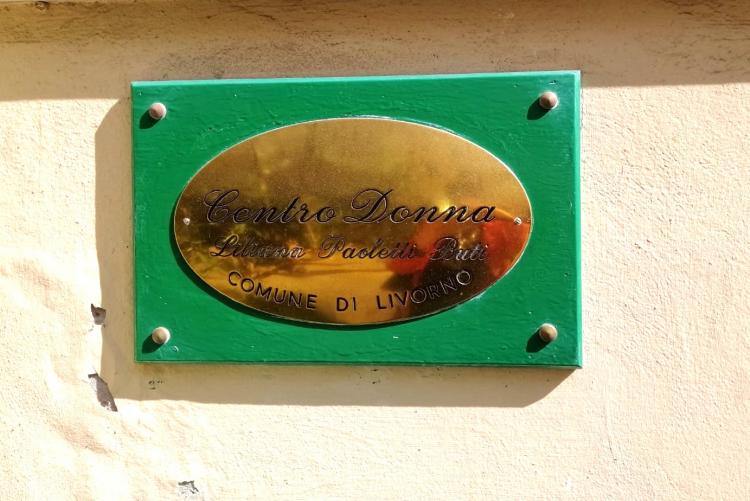 Centro Donna
Liliana Paoletti Buti
COMUNE DI LIVORNO